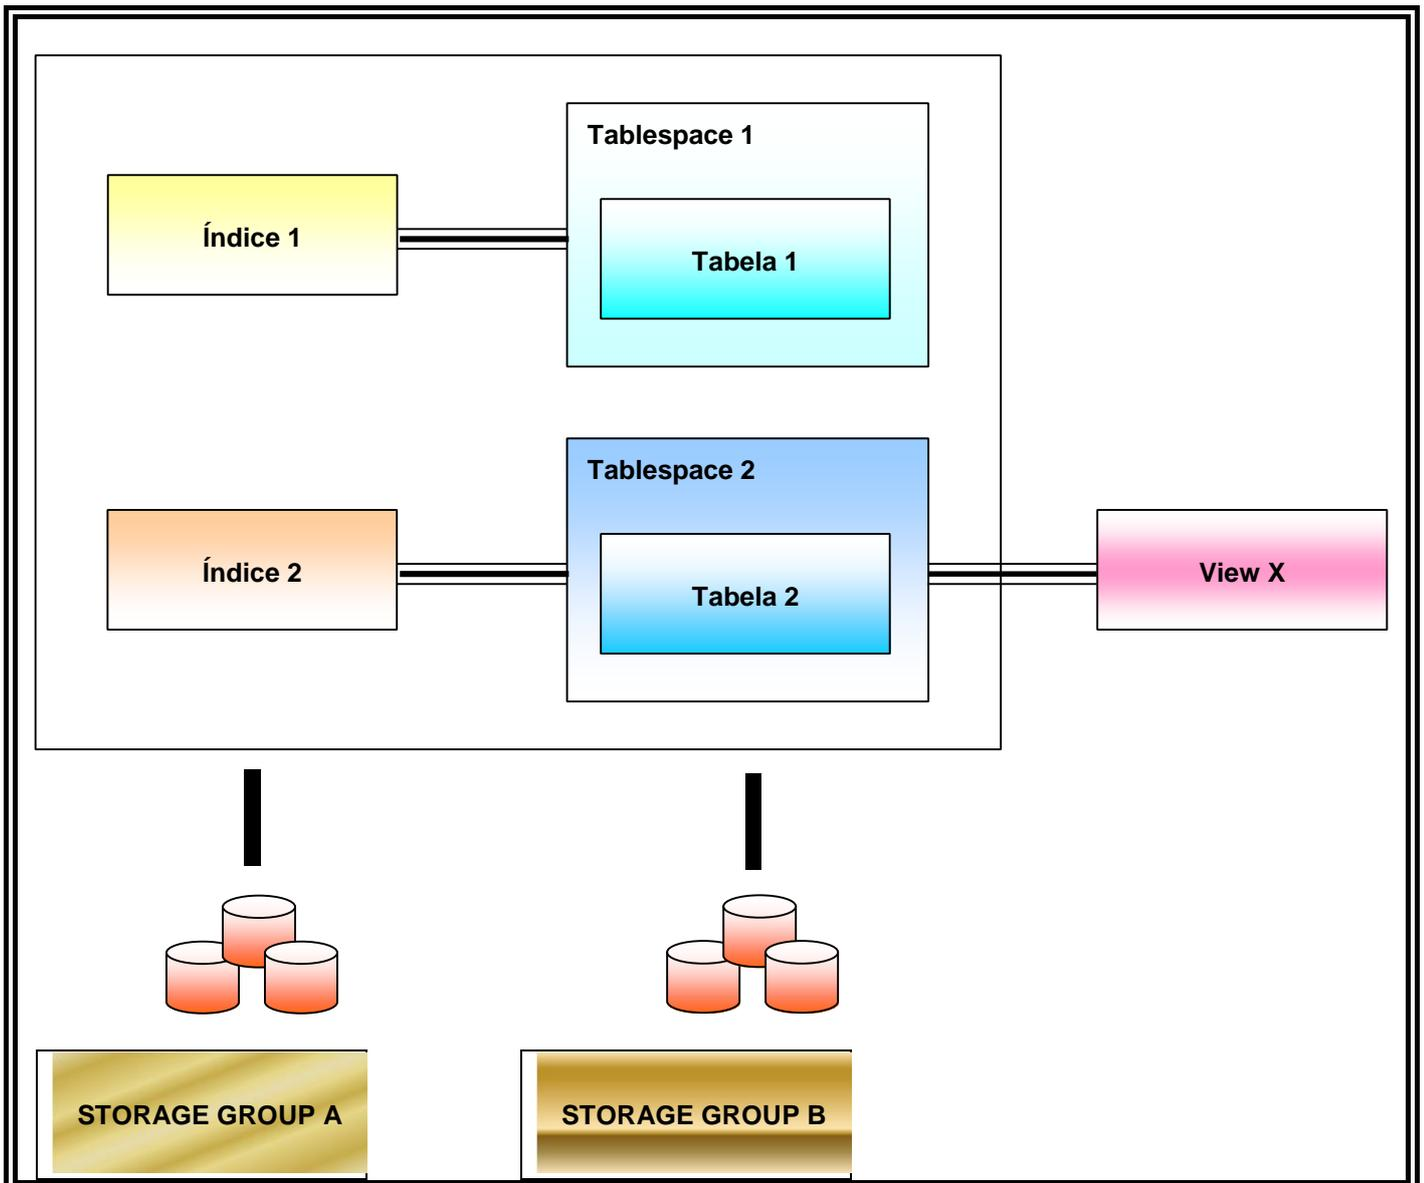 Tablespace 1
Índice 1
Tabela 1
Tablespace 2
Índice 2
Tabela 2
View X
STORAGE GROUP A
STORAGE GROUP B